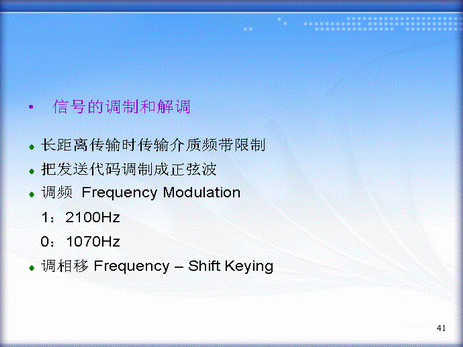 • 信号的调制和解调
长距离传输时传输介质频带限制
把发送代码调制成正弦波
调频 Frequency Modulation
1：2100Hz
0：1070Hz
调相移 Frequency – Shift Keying
41